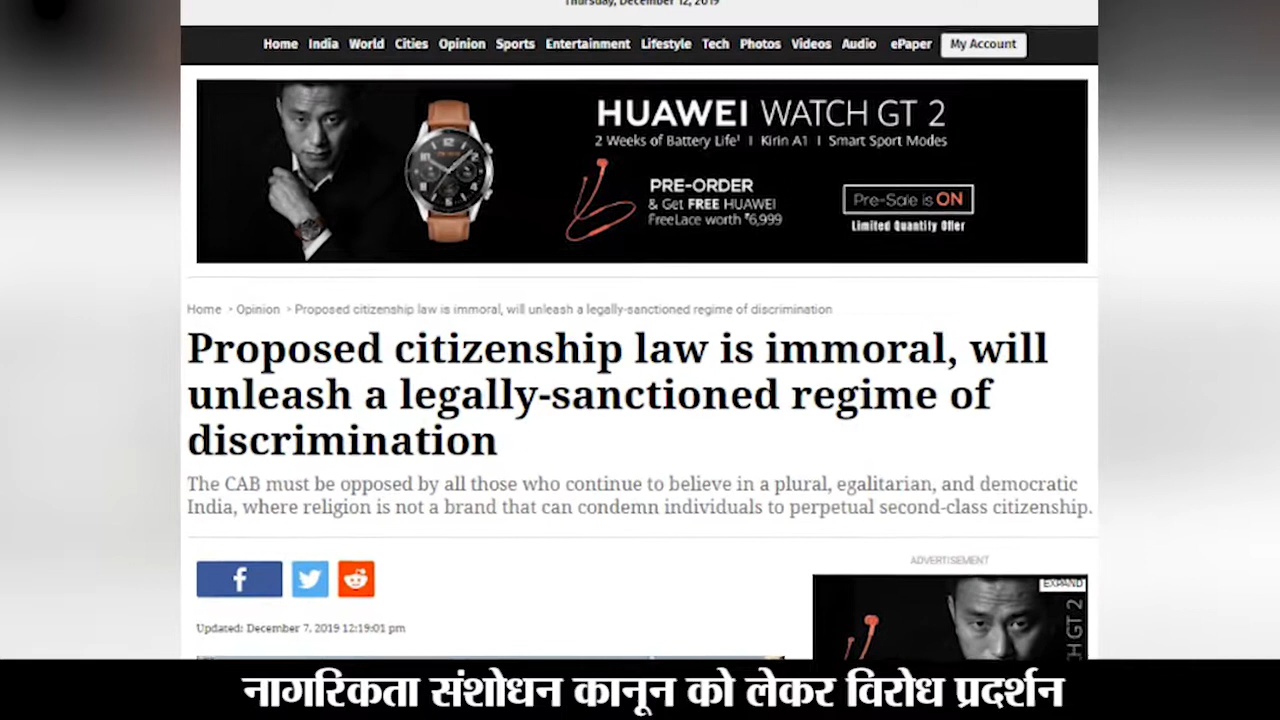 Thursday, December 12, 2019
Home India World Cities Opinion Sports Entertainment Lifestyle Tech Photos Videos Audio ePaper My Account
HUAWEI WATCH GT 2
2 Weeks of Battery Life¹ | Kirin A1 | Smart Sport Modes
PRE-ORDER
& Get FREE HUAWEI
FreeLace worth ₹6,999
Pre-Sale is ON
Limited Quantity Offer
Home > Opinion > Proposed citizenship law is immoral, will unleash a legally-sanctioned regime of discrimination
Proposed citizenship law is immoral, will
unleash a legally-sanctioned regime of
discrimination
The CAB must be opposed by all those who continue to believe in a plural, egalitarian, and democratic
India, where religion is not a brand that can condemn individuals to perpetual second-class citizenship.
ADVERTISEMENT
EXPAND
Updated: December 7, 2019 12:19:01 pm
CH GT 2
नागरिकता संशोधन कानून को लेकर विरोध प्रदर्शन